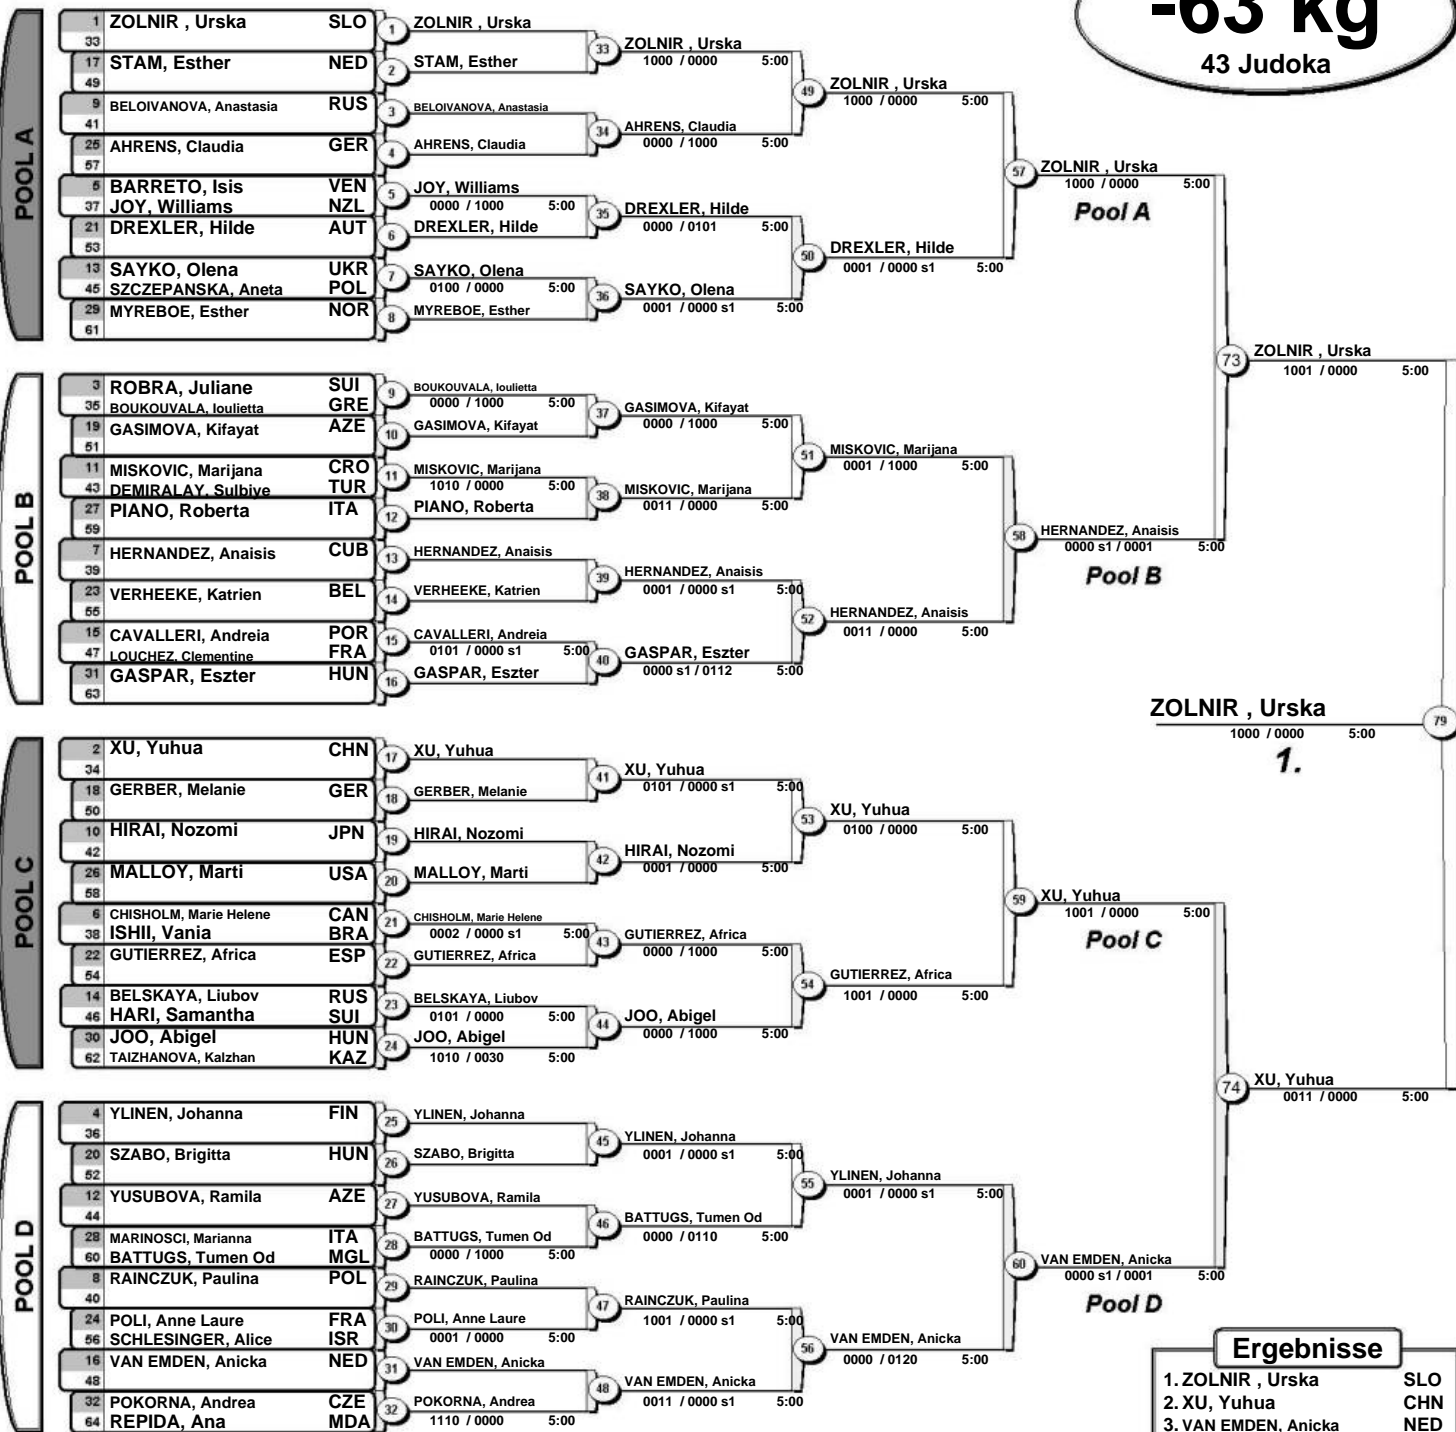 -63 kg
43 Judoka
POOL A
1 ZOLNIR , Urska SLO
33
17 STAM, Esther NED
49
9 BELOIVANOVA, Anastasia RUS
41
25 AHRENS, Claudia GER
57
5 BARRETO, Isis VEN
37 JOY, Williams NZL
21 DREXLER, Hilde AUT
53
13 SAYKO, Olena UKR
45 SZCZEPANSKA, Aneta POL
29 MYREBOE, Esther NOR
61
1 ZOLNIR , Urska
2 STAM, Esther
3 BELOIVANOVA, Anastasia
4 AHRENS, Claudia
5 JOY, Williams
0000 / 1000 5:00
6 DREXLER, Hilde
7 SAYKO, Olena
0100 / 0000 5:00
8 MYREBOE, Esther
33 ZOLNIR , Urska
1000 / 0000 5:00
34 AHRENS, Claudia
0000 / 1000 5:00
35 DREXLER, Hilde
0000 / 0101 5:00
36 SAYKO, Olena
0001 / 0000 s1 5:00
49 ZOLNIR , Urska
1000 / 0000 5:00
50 DREXLER, Hilde
0001 / 0000 s1 5:00
57 ZOLNIR , Urska
1000 / 0000 5:00
Pool A
POOL B
3 ROBRA, Juliane SUI
35 BOUKOUVALA, Ioulietta GRE
19 GASIMOVA, Kifayat AZE
51
11 MISKOVIC, Marijana CRO
43 DEMIRALAY, Sulbiye TUR
27 PIANO, Roberta ITA
59
7 HERNANDEZ, Anaisis CUB
39
23 VERHEEKE, Katrien BEL
55
15 CAVALLERI, Andreia POR
47 LOUCHEZ, Clementine FRA
31 GASPAR, Eszter HUN
63
9 BOUKOUVALA, Ioulietta
0000 / 1000 5:00
10 GASIMOVA, Kifayat
11 MISKOVIC, Marijana
1010 / 0000 5:00
12 PIANO, Roberta
13 HERNANDEZ, Anaisis
14 VERHEEKE, Katrien
15 CAVALLERI, Andreia
0101 / 0000 s1 5:00
16 GASPAR, Eszter
37 GASIMOVA, Kifayat
0000 / 1000 5:00
38 MISKOVIC, Marijana
0011 / 0000 5:00
39 HERNANDEZ, Anaisis
0001 / 0000 s1 5:00
40 GASPAR, Eszter
0000 s1 / 0112 5:00
51 MISKOVIC, Marijana
0001 / 1000 5:00
52 HERNANDEZ, Anaisis
0011 / 0000 5:00
58 HERNANDEZ, Anaisis
0000 s1 / 0001 5:00
Pool B
73 ZOLNIR , Urska
1001 / 0000 5:00
ZOLNIR , Urska 79
1000 / 0000 5:00
1.
POOL C
2 XU, Yuhua CHN
34
18 GERBER, Melanie GER
50
10 HIRAI, Nozomi JPN
42
26 MALLOY, Marti USA
58
6 CHISHOLM, Marie Helene CAN
38 ISHII, Vania BRA
22 GUTIERREZ, Africa ESP
54
14 BELSKAYA, Liubov RUS
46 HARI, Samantha SUI
30 JOO, Abigel HUN
62 TAIZHANOVA, Kalzhan KAZ
17 XU, Yuhua
18 GERBER, Melanie
19 HIRAI, Nozomi
20 MALLOY, Marti
21 CHISHOLM, Marie Helene
0002 / 0000 s1 5:00
22 GUTIERREZ, Africa
23 BELSKAYA, Liubov
0101 / 0000 5:00
24 JOO, Abigel
1010 / 0030 5:00
41 XU, Yuhua
0101 / 0000 s1 5:00
42 HIRAI, Nozomi
0001 / 0000 5:00
43 GUTIERREZ, Africa
0000 / 1000 5:00
44 JOO, Abigel
0000 / 1000 5:00
53 XU, Yuhua
0100 / 0000 5:00
54 GUTIERREZ, Africa
1001 / 0000 5:00
59 XU, Yuhua
1001 / 0000 5:00
Pool C
POOL D
4 YLINEN, Johanna FIN
36
20 SZABO, Brigitta HUN
52
12 YUSUBOVA, Ramila AZE
44
28 MARINOSCI, Marianna ITA
60 BATTUGS, Tumen Od MGL
8 RAINCZUK, Paulina POL
40
24 POLI, Anne Laure FRA
56 SCHLESINGER, Alice ISR
16 VAN EMDEN, Anicka NED
48
32 POKORNA, Andrea CZE
64 REPIDA, Ana MDA
25 YLINEN, Johanna
26 SZABO, Brigitta
27 YUSUBOVA, Ramila
28 BATTUGS, Tumen Od
0000 / 1000 5:00
29 RAINCZUK, Paulina
30 POLI, Anne Laure
0001 / 0000 5:00
31 VAN EMDEN, Anicka
32 POKORNA, Andrea
1110 / 0000 5:00
45 YLINEN, Johanna
0001 / 0000 s1 5:00
46 BATTUGS, Tumen Od
0000 / 0110 5:00
47 RAINCZUK, Paulina
1001 / 0000 s1 5:00
48 VAN EMDEN, Anicka
0011 / 0000 s1 5:00
55 YLINEN, Johanna
0001 / 0000 s1 5:00
56 VAN EMDEN, Anicka
0000 / 0120 5:00
60 VAN EMDEN, Anicka
0000 s1 / 0001 5:00
Pool D
74 XU, Yuhua
0011 / 0000 5:00
Ergebnisse
1. ZOLNIR , Urska SLO
2. XU, Yuhua CHN
3. VAN EMDEN, Anicka NED